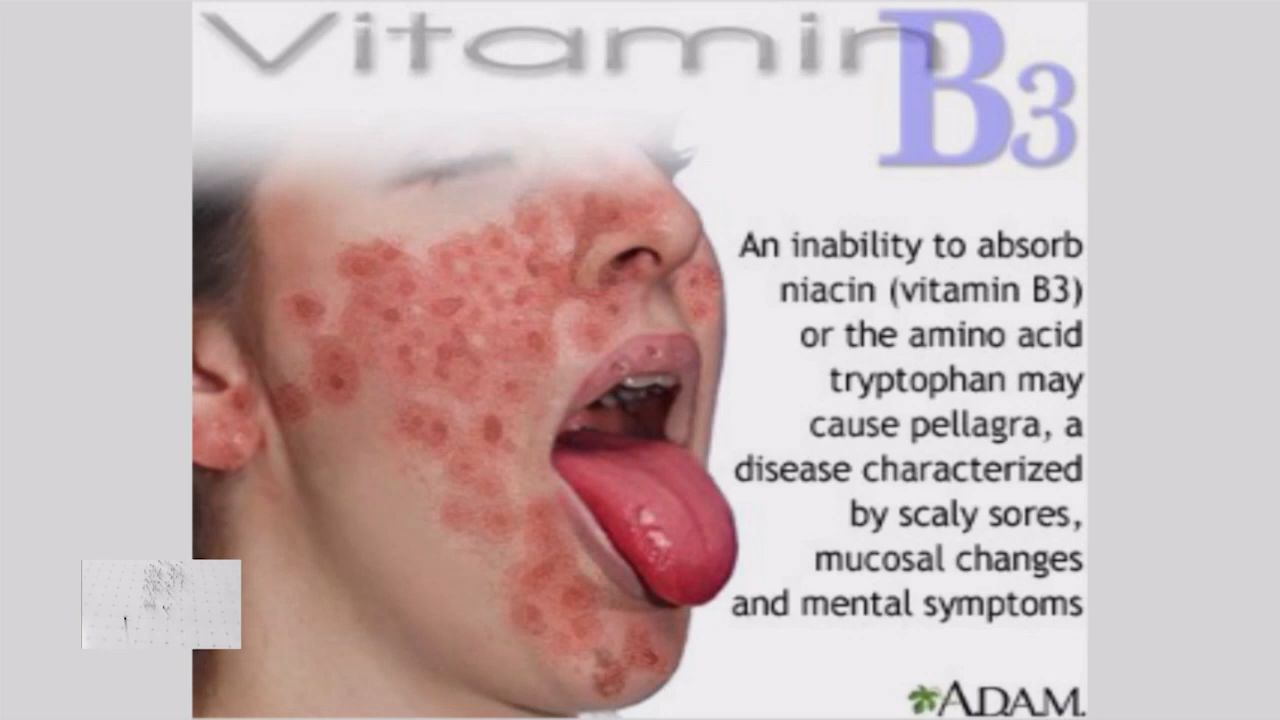 Vitamin B3
An inability to absorb
niacin (vitamin B3)
or the amino acid
tryptophan may
cause pellagra, a
disease characterized
by scaly sores,
mucosal changes
and mental symptoms
A.D.A.M.